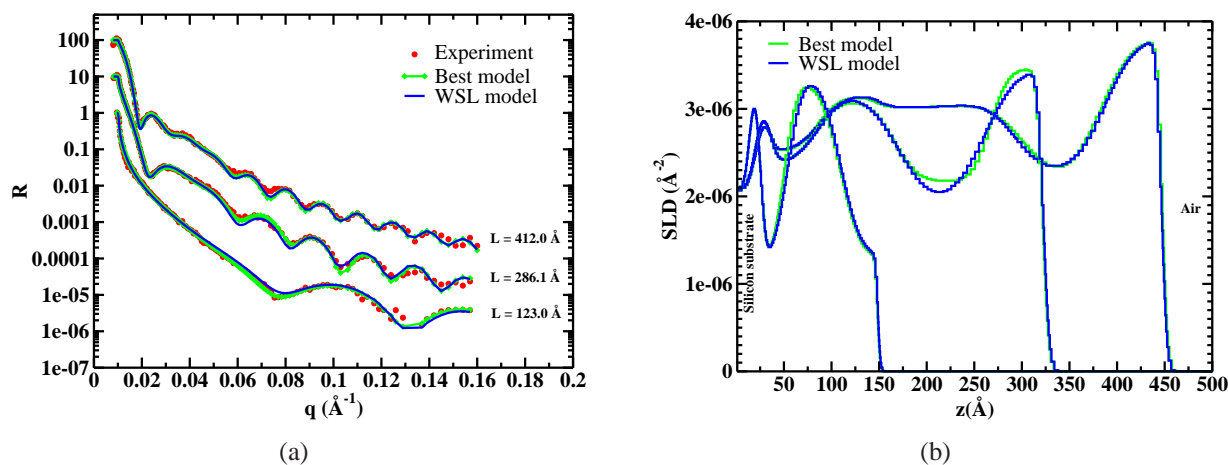 100
10
1
0.1
0.01
0.001
0.0001
1e-05
1e-06
1e-07
R
Experiment
Best model
WSL model
L = 412.0 Å
L = 286.1 Å
L = 123.0 Å
0 0.02 0.04 0.06 0.08 0.1 0.12 0.14 0.16 0.18 0.2
q (Å-1)
(a)
4e-06
3e-06
2e-06
1e-06
SLD (Å-2)
Best model
WSL model
Silicon substrate
Air
50 100 150 200 250 300 350 400 450 500
z(Å)
(b)